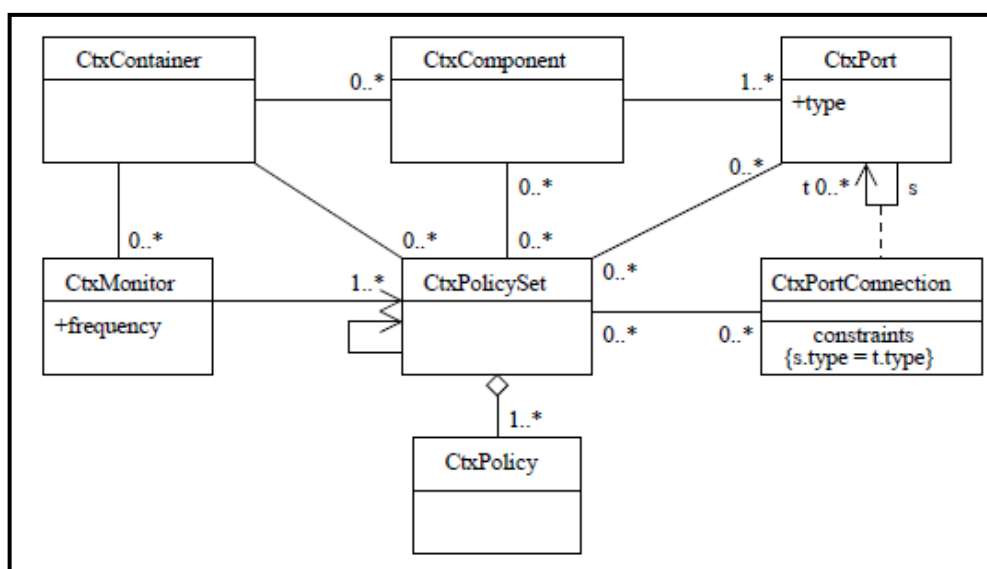 CtxContainer
CtxComponent
CtxPort
0..*
1..*
+type
0..*
0..*
t 0..*
s
0..*
0..*
0..*
0..*
CtxMonitor
1..*
CtxPolicySet
CtxPortConnection
+frequency
0..*
0..*
constraints
{s.type = t.type}
1..*
CtxPolicy